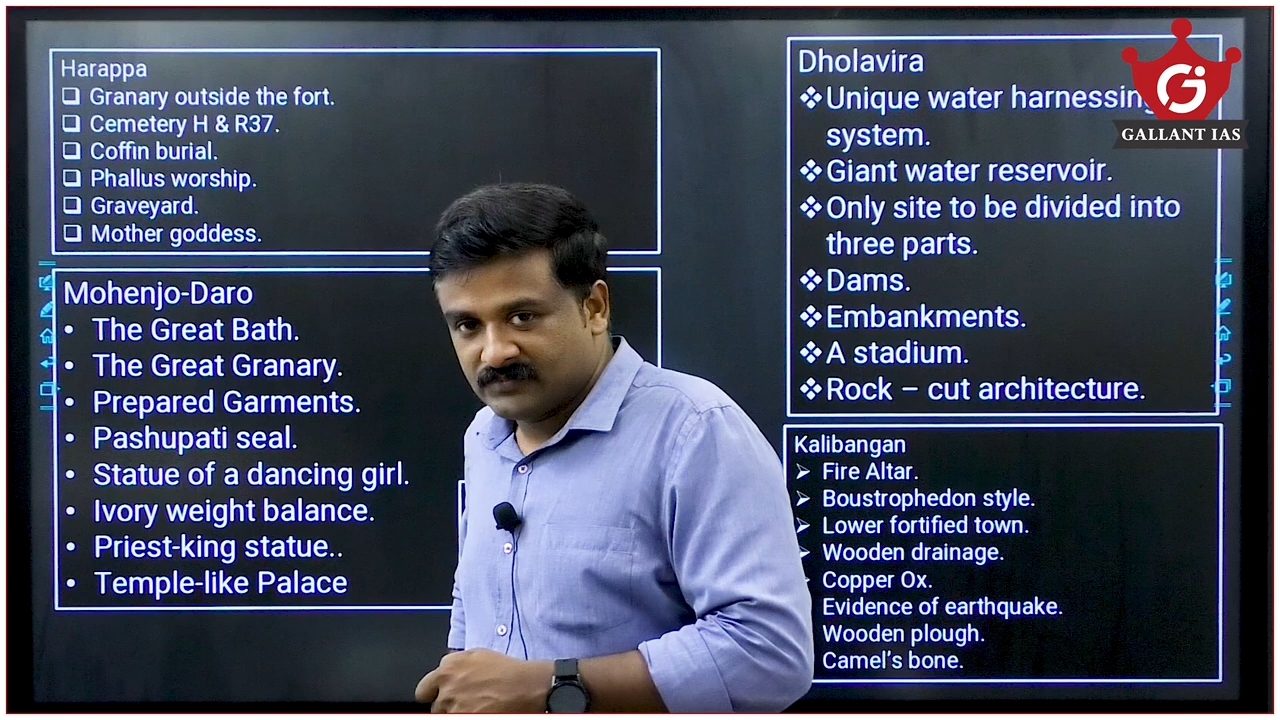 Harappa
❑ Granary outside the fort.
❑ Cemetery H & R37.
❑ Coffin burial.
❑ Phallus worship.
❑ Graveyard.
❑ Mother goddess.
Mohenjo-Daro
• The Great Bath.
• The Great Granary.
• Prepared Garments.
• Pashupati seal.
• Statue of a dancing girl.
• Ivory weight balance.
• Priest-king statue..
• Temple-like Palace
Dholavira
❖Unique water harnessing
system.
❖Giant water reservoir.
❖Only site to be divided into
three parts.
❖Dams.
❖Embankments.
❖A stadium.
❖Rock – cut architecture.
Kalibangan
➢ Fire Altar.
➢ Boustrophedon style.
➢ Lower fortified town.
➢ Wooden drainage.
Copper Ox.
Evidence of earthquake.
Wooden plough.
Camel's bone.
G
GALLANT IAS